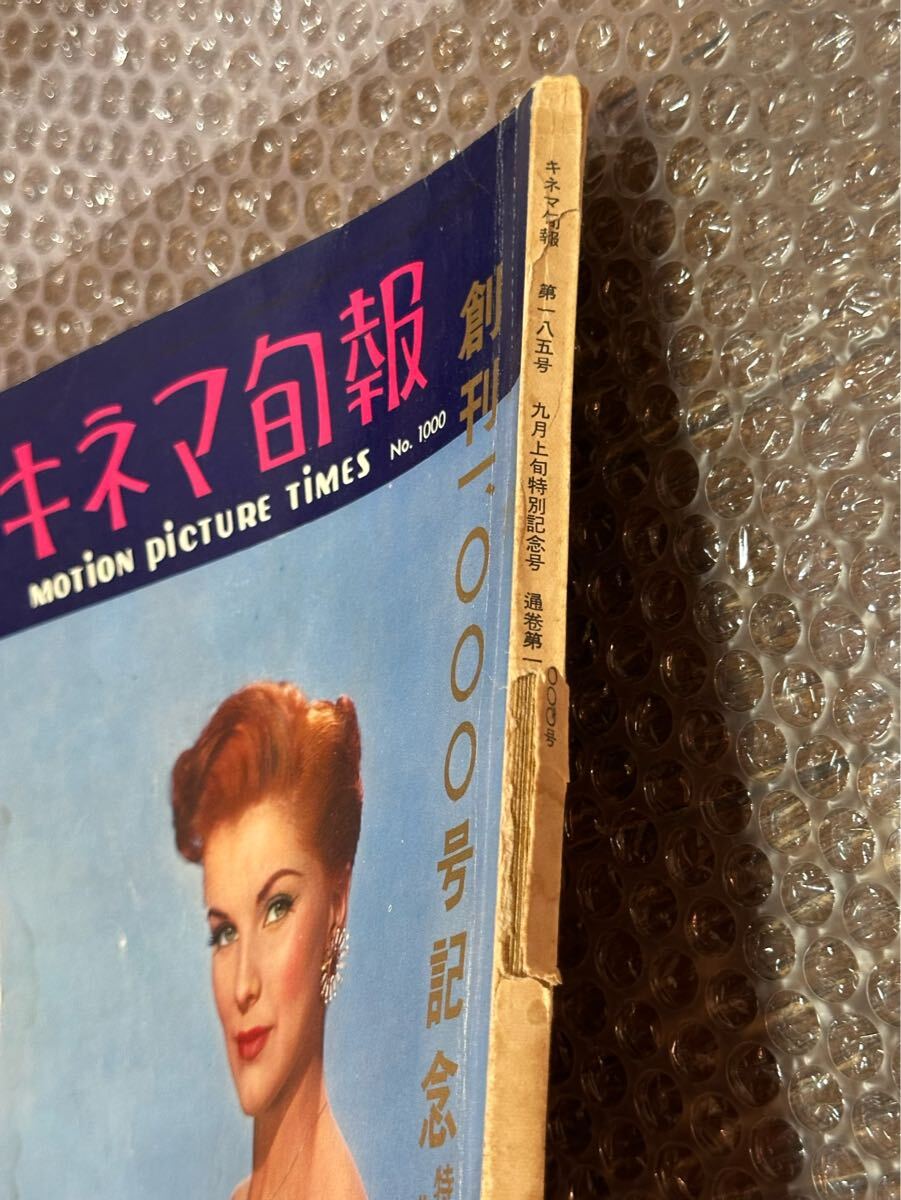 キネマ旬報
MOTION PICTURE TIMES No. 1000
創刊一、〇〇〇号記念特
キネマ旬報 第一八五号 九月上旬特別記念号 通巻第一〇〇〇号